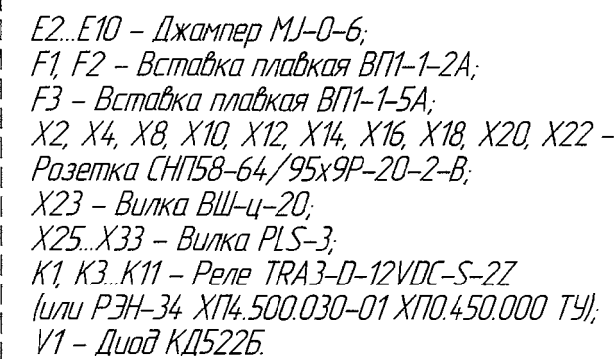 E2...E10 – Джампер MJ-O-6;
F1, F2 – Вставка плавкая ВП1-1-2А;
F3 – Вставка плавкая ВП1-1-5А;
X2, X4, X8, X10, X12, X14, X16, X18, X20, X22 –
Розетка СНП58-64/95х9Р-20-2-В;
X23 – Вилка ВШ-ц-20;
X25...X33 – Вилка PLS-3;
K1, K3...K11 – Реле TRA3-D-12VDC-S-2Z
(или РЭН-34 ХП4.500.030-01 ХП0.450.000 ТУ);
V1 – Диод КД522Б.